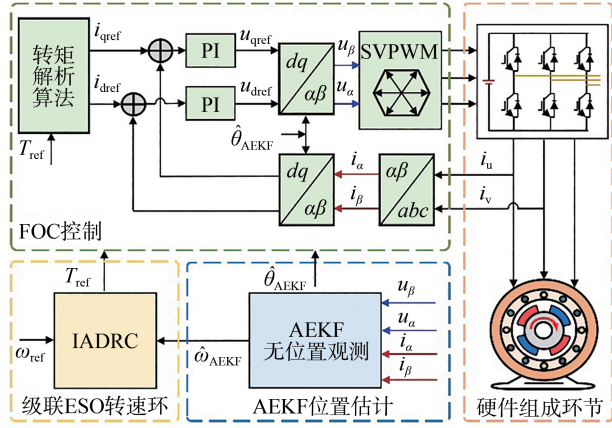 转矩
解析
算法
i_qref
i_dref
T_ref
PI
PI
u_qref
u_dref
dq
αβ
u_β
u_α
SVPWM
θ̂_AEKF
dq
αβ
i_α
i_β
αβ
abc
i_u
i_v
FOC控制
T_ref
IADRC
ω_ref
级联ESO转速环
θ̂_AEKF
ω̂_AEKF
AEKF
无位置观测
u_β
u_α
i_α
i_β
AEKF位置估计
硬件组成环节